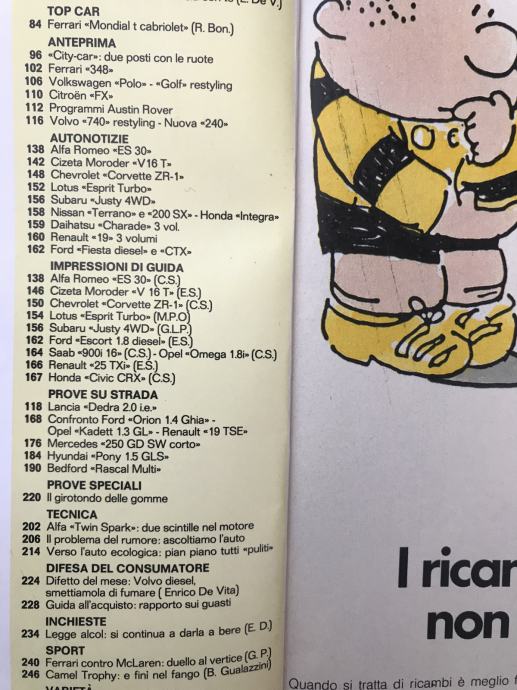 (E. De V.)
TOP CAR
84 Ferrari «Mondial t cabriolet» (R. Bon.)
ANTEPRIMA
96 «City-car»: due posti con le ruote
102 Ferrari «348»
106 Volkswagen «Polo» - «Golf» restyling
110 Citroën «FX»
112 Programmi Austin Rover
116 Volvo «740» restyling - Nuova «240»
AUTONOTIZIE
138 Alfa Romeo «ES 30»
142 Cizeta Moroder «V16 T»
148 Chevrolet «Corvette ZR-1»
152 Lotus «Esprit Turbo»
156 Subaru «Justy 4WD»
158 Nissan «Terrano» e «200 SX» - Honda «Integra»
159 Daihatsu «Charade» 3 vol.
160 Renault «19» 3 volumi
162 Ford «Fiesta diesel» e «CTX»
IMPRESSIONI DI GUIDA
138 Alfa Romeo «ES 30» (C.S.)
146 Cizeta Moroder «V 16 T» (E.S.)
150 Chevrolet «Corvette ZR-1» (C.S.)
154 Lotus «Esprit Turbo» (M.P.O)
156 Subaru «Justy 4WD» (G.L.P.)
162 Ford «Escort 1.8 diesel» (E.S.)
164 Saab «900i 16» (C.S.) - Opel «Omega 1.8i» (C.S.)
166 Renault «25 TXi» (E.S.)
167 Honda «Civic CRX» (C.S.)
PROVE SU STRADA
118 Lancia «Dedra 2.0 i.e.»
168 Confronto Ford «Orion 1.4 Ghia» -
Opel «Kadett 1.3 GL» - Renault «19 TSE»
176 Mercedes «250 GD SW corto»
184 Hyundai «Pony 1.5 GLS»
190 Bedford «Rascal Multi»
PROVE SPECIALI
220 Il girotondo delle gomme
TECNICA
202 Alfa «Twin Spark»: due scintille nel motore
206 Il problema del rumore: ascoltiamo l'auto
214 Verso l'auto ecologica: pian piano tutti «puliti»
DIFESA DEL CONSUMATORE
224 Difetto del mese: Volvo diesel,
smettiamola di fumare ( Enrico De Vita)
228 Guida all'acquisto: rapporto sui guasti
INCHIESTE
234 Legge alcol: si continua a darla a bere (E. D.)
SPORT
240 Ferrari contro McLaren: duello al vertice (G. P.)
246 Camel Trophy: e fini nel fango (B. Gualazzini)
VARIETÀ
I ricar
non
Quando si tratta di ricambi è meglio f